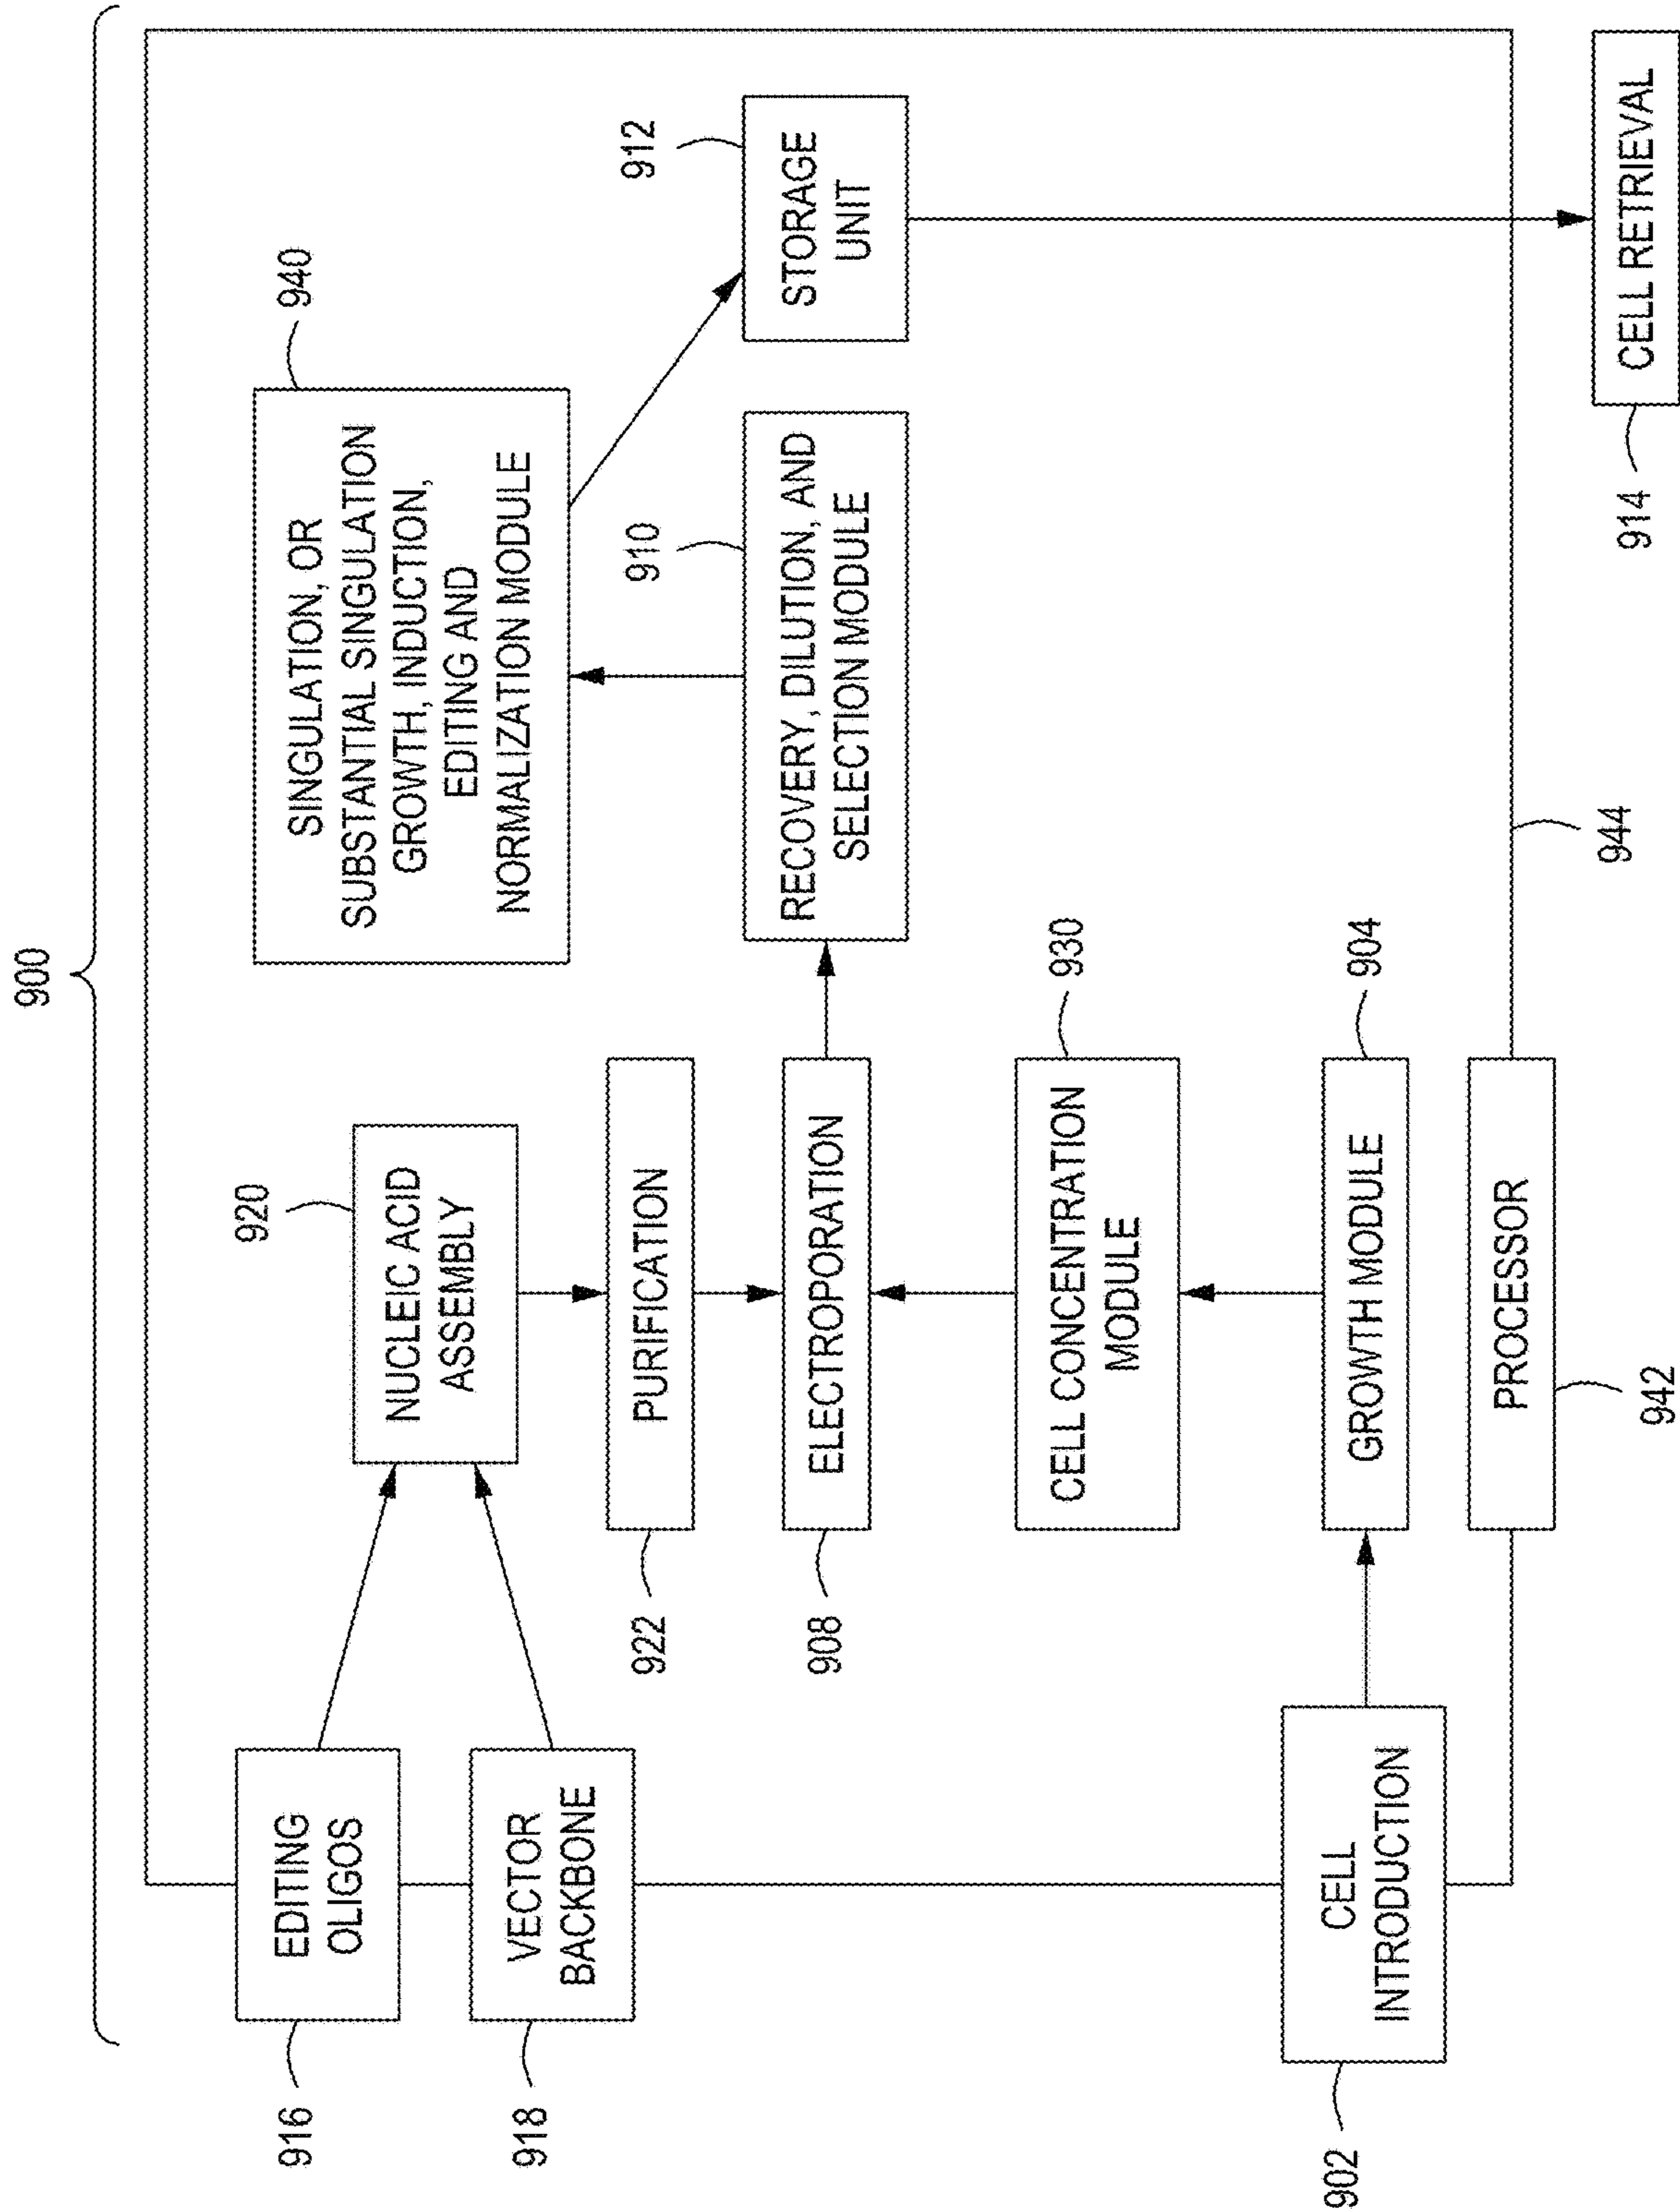 900
916
EDITING
OLIGOS
918
VECTOR
BACKBONE
920
NUCLEIC ACID
ASSEMBLY
922
PURIFICATION
908
ELECTROPORATION
CELL CONCENTRATION
MODULE
930
902
CELL
INTRODUCTION
GROWTH MODULE
904
PROCESSOR
942
944
940
SINGULATION, OR
SUBSTANTIAL SINGULATION
GROWTH, INDUCTION,
EDITING AND
NORMALIZATION MODULE
910
RECOVERY, DILUTION, AND
SELECTION MODULE
912
STORAGE
UNIT
914
CELL RETRIEVAL